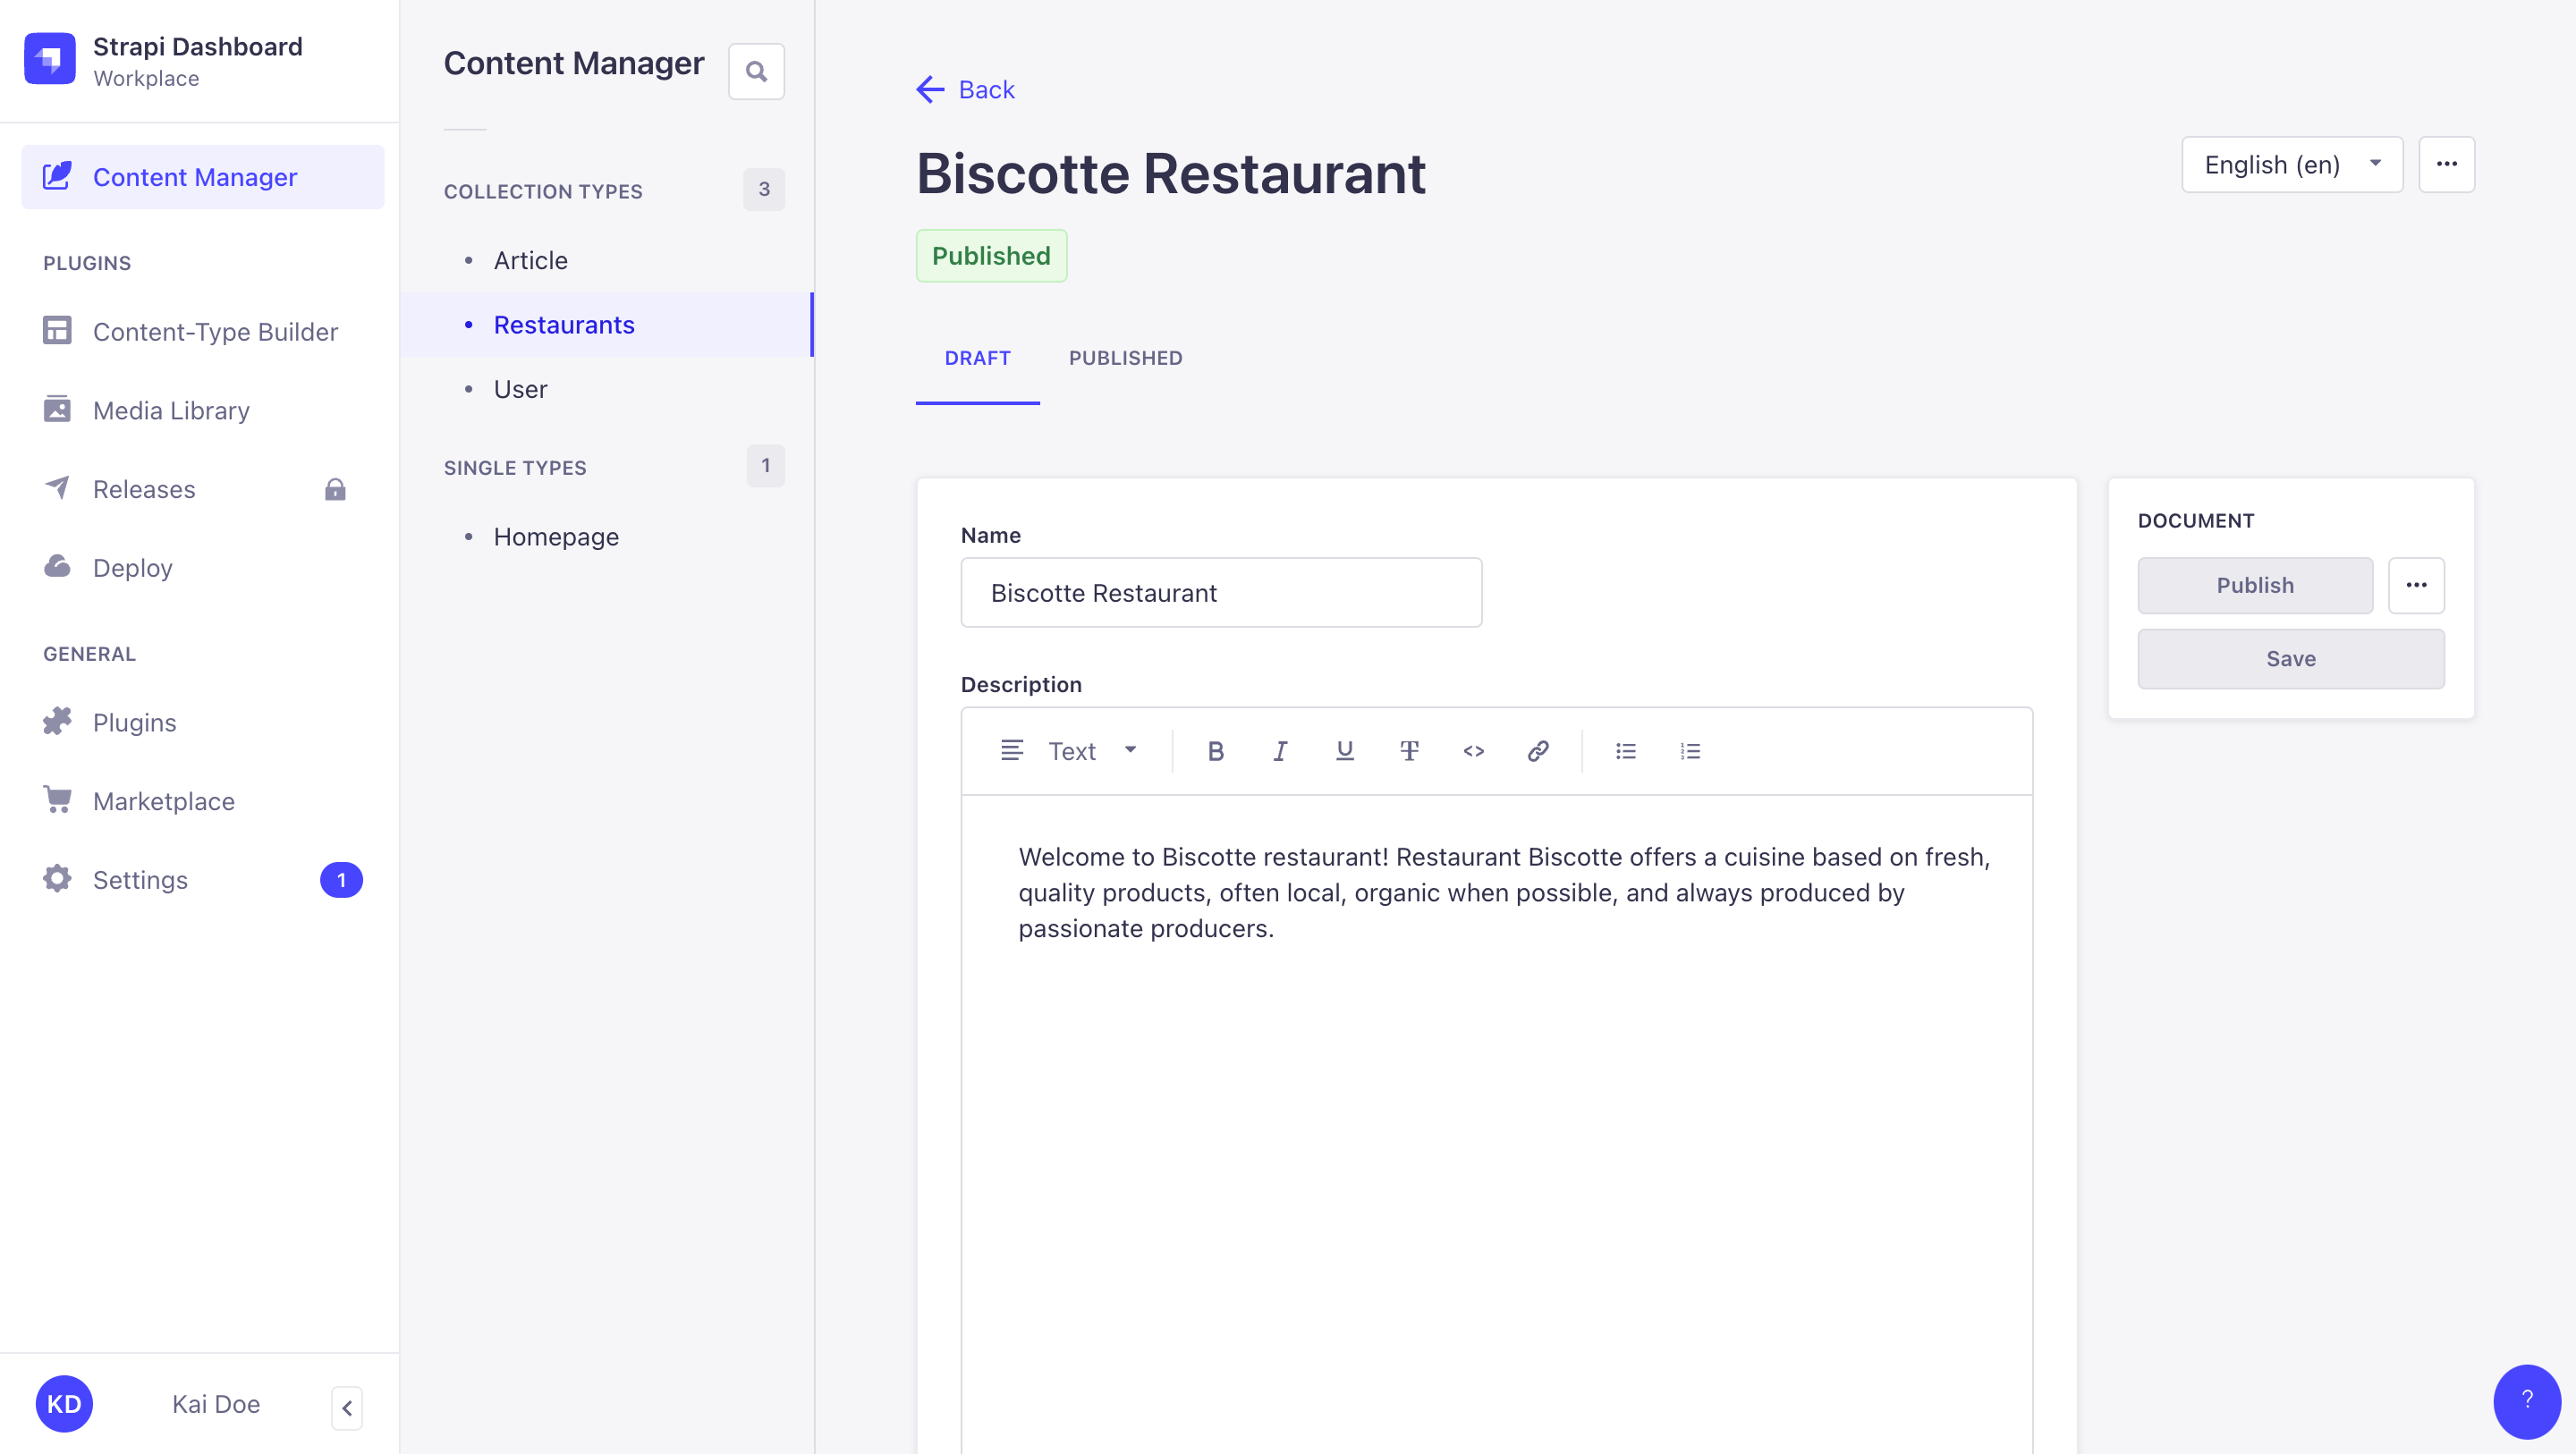 Strapi Dashboard
Workplace
Content Manager
PLUGINS
Content-Type Builder
Media Library
Releases
Deploy
GENERAL
Plugins
Marketplace
Settings
1
KD
Kai Doe
Content Manager
COLLECTION TYPES
3
Article
Restaurants
User
SINGLE TYPES
1
Homepage
Back
Biscotte Restaurant
English (en)
Published
DRAFT
PUBLISHED
Name
Biscotte Restaurant
Description
Text
Welcome to Biscotte restaurant! Restaurant Biscotte offers a cuisine based on fresh,
quality products, often local, organic when possible, and always produced by
passionate producers.
DOCUMENT
Publish
Save
?